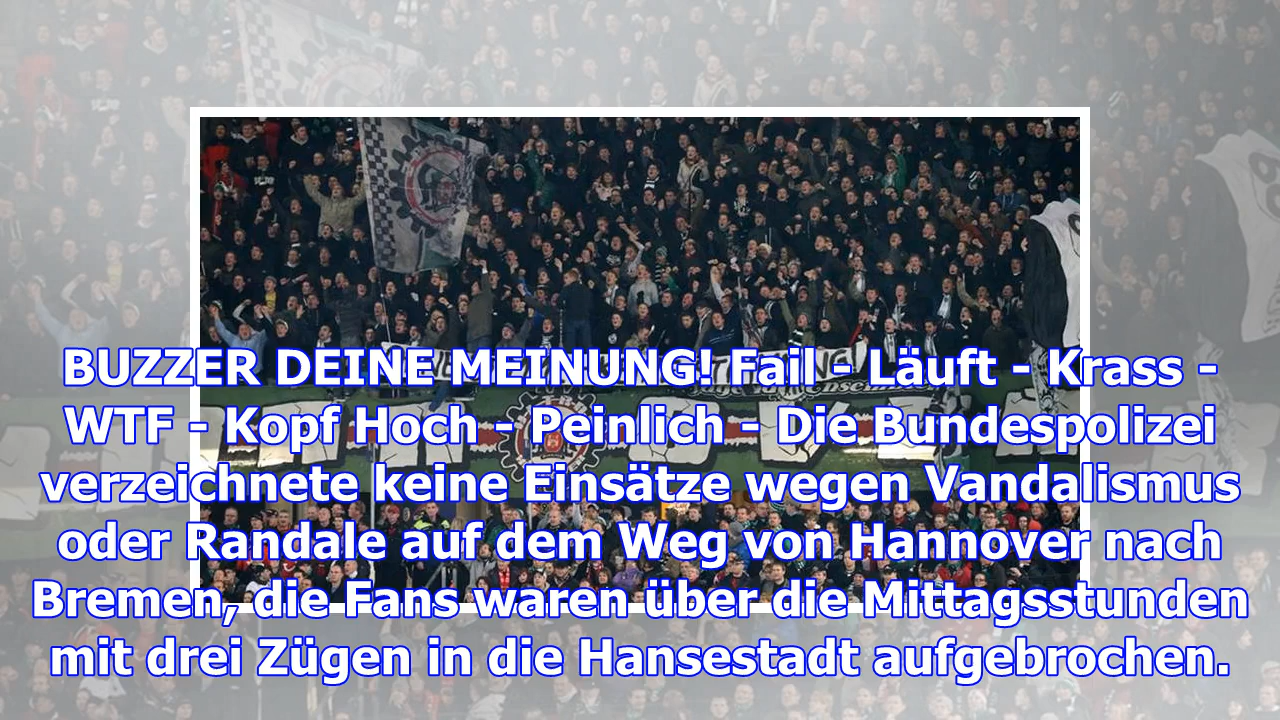 BUZZER DEINE MEINUNG! Fail - Läuft - Krass -
WTF - Kopf Hoch - Peinlich - Die Bundespolizei
verzeichnete keine Einsätze wegen Vandalismus
oder Randale auf dem Weg von Hannover nach
Bremen, die Fans waren über die Mittagsstunden
mit drei Zügen in die Hansestadt aufgebrochen.